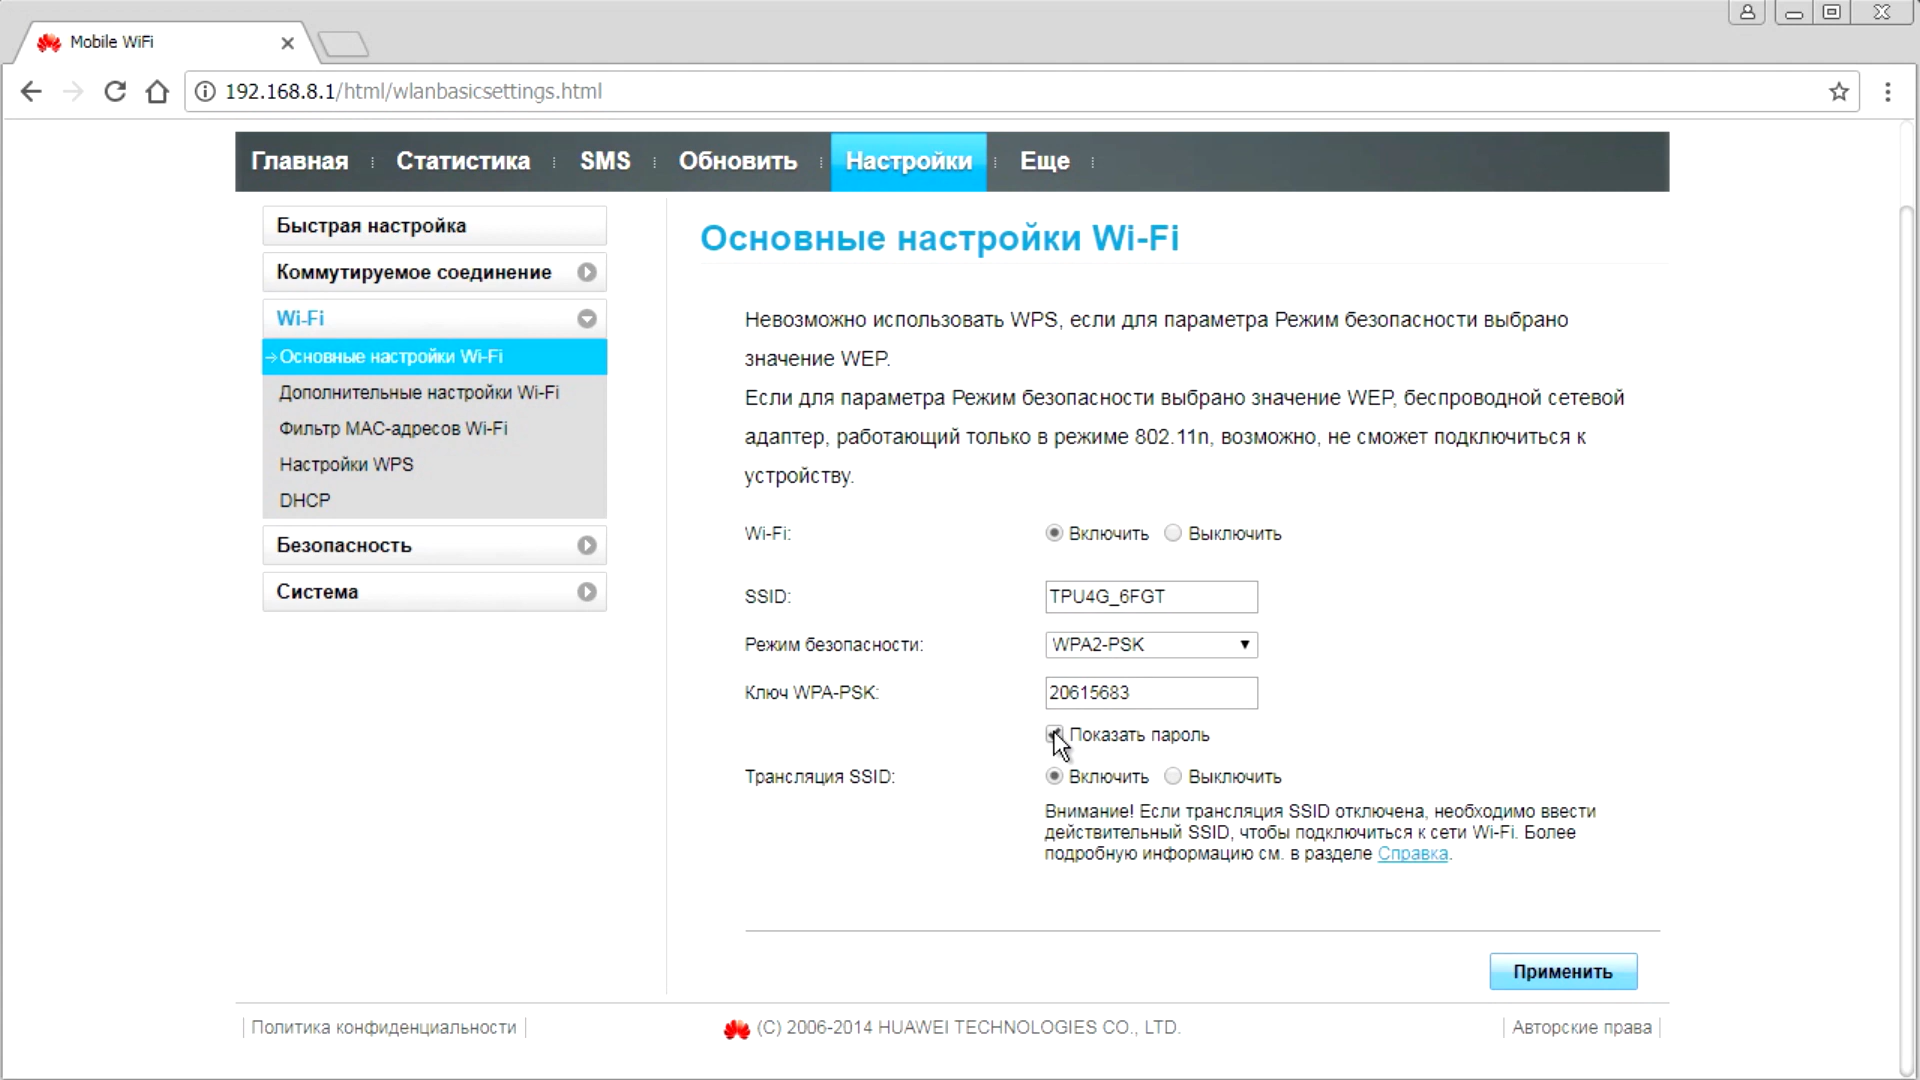 Mobile WiFi
192.168.8.1/html/wlanbasicsettings.html
Главная Статистика SMS Обновить Настройки Еще
Быстрая настройка
Коммутируемое соединение
Wi-Fi
Основные настройки Wi-Fi
Дополнительные настройки Wi-Fi
Фильтр MAC-адресов Wi-Fi
Настройки WPS
DHCP
Безопасность
Система
Основные настройки Wi-Fi
Невозможно использовать WPS, если для параметра Режим безопасности выбрано
значение WEP.
Если для параметра Режим безопасности выбрано значение WEP, беспроводной сетевой
адаптер, работающий только в режиме 802.11n, возможно, не сможет подключиться к
устройству.
Wi-Fi: Включить Выключить
SSID: TPU4G_6FGT
Режим безопасности: WPA2-PSK
Ключ WPA-PSK: 20615683
Показать пароль
Трансляция SSID: Включить Выключить
Внимание! Если трансляция SSID отключена, необходимо ввести
действительный SSID, чтобы подключиться к сети Wi-Fi. Более
подробную информацию см. в разделе Справка.
Применить
Политика конфиденциальности (C) 2006-2014 HUAWEI TECHNOLOGIES CO., LTD. Авторские права